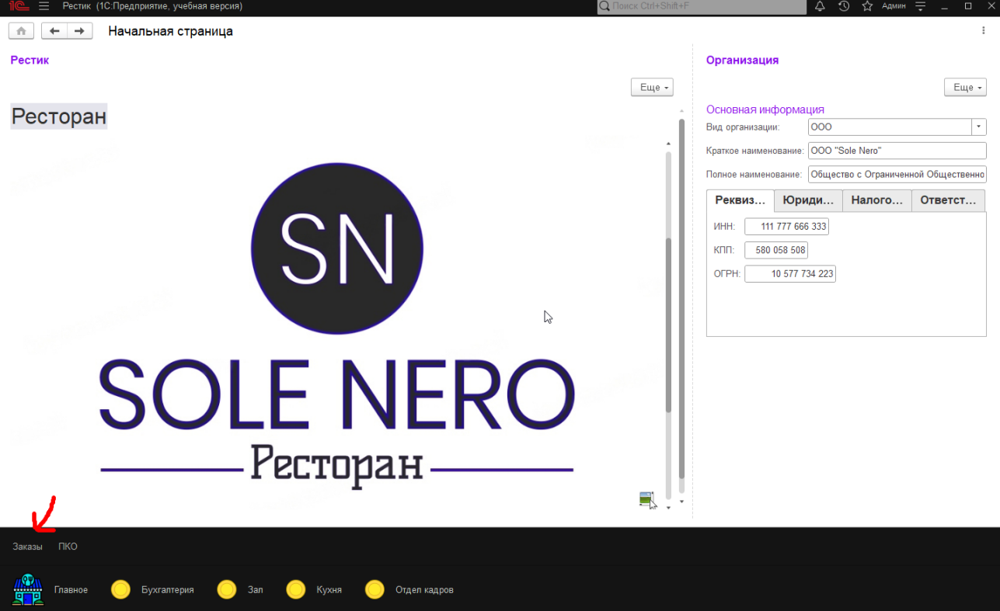 1С Рестик (1С:Предприятие, учебная версия) Поиск Ctrl+Shift+F Админ
Начальная страница
Рестик
Еще
Ресторан
SN
SOLE NERO
Ресторан
Организация
Еще
Основная информация
Вид организации: ООО
Краткое наименование: ООО "Sole Nero"
Полное наименование: Общество с Ограниченной Общественно
Реквиз... Юриди... Налого... Ответст...
ИНН: 111 777 666 333
КПП: 580 058 508
ОГРН: 10 577 734 223
Заказы ПКО
Главное Бухгалтерия Зал Кухня Отдел кадров